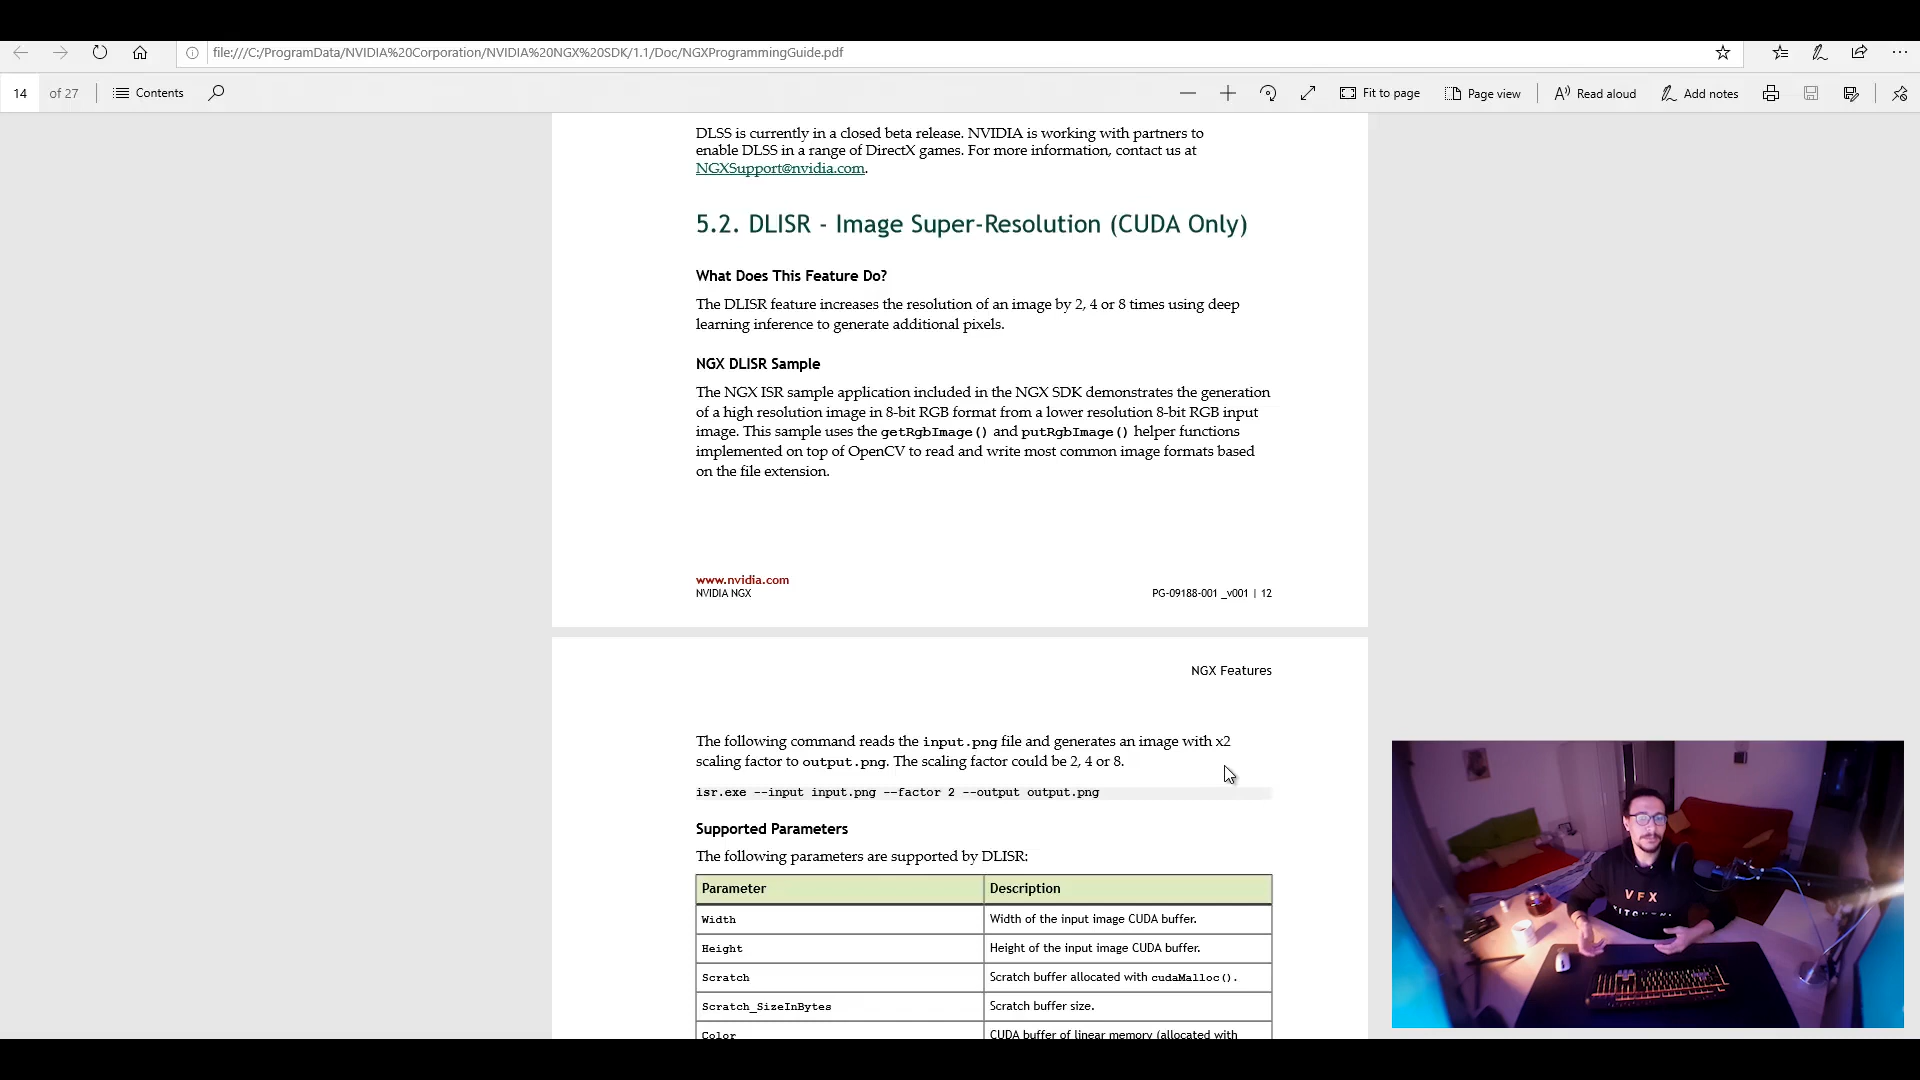 file:///C:/ProgramData/NVIDIA%20Corporation/NVIDIA%20NGX%20SDK/1.1/Doc/NGXProgrammingGuide.pdf
14 of 27 Contents Fit to page Page view Read aloud Add notes
DLSS is currently in a closed beta release. NVIDIA is working with partners to
enable DLSS in a range of DirectX games. For more information, contact us at
NGXSupport@nvidia.com.
5.2. DLISR - Image Super-Resolution (CUDA Only)
What Does This Feature Do?
The DLISR feature increases the resolution of an image by 2, 4 or 8 times using deep
learning inference to generate additional pixels.
NGX DLISR Sample
The NGX ISR sample application included in the NGX SDK demonstrates the generation
of a high resolution image in 8-bit RGB format from a lower resolution 8-bit RGB input
image. This sample uses the getRgbImage() and putRgbImage() helper functions
implemented on top of OpenCV to read and write most common image formats based
on the file extension.
www.nvidia.com
NVIDIA NGX PG-09188-001 _v001 | 12
NGX Features
The following command reads the input.png file and generates an image with x2
scaling factor to output.png. The scaling factor could be 2, 4 or 8.
isr.exe --input input.png --factor 2 --output output.png
Supported Parameters
The following parameters are supported by DLISR:
Parameter Description
Width Width of the input image CUDA buffer.
Height Height of the input image CUDA buffer.
Scratch Scratch buffer allocated with cudaMalloc().
Scratch_SizeInBytes Scratch buffer size.
Color CUDA buffer of linear memory (allocated with
VFX